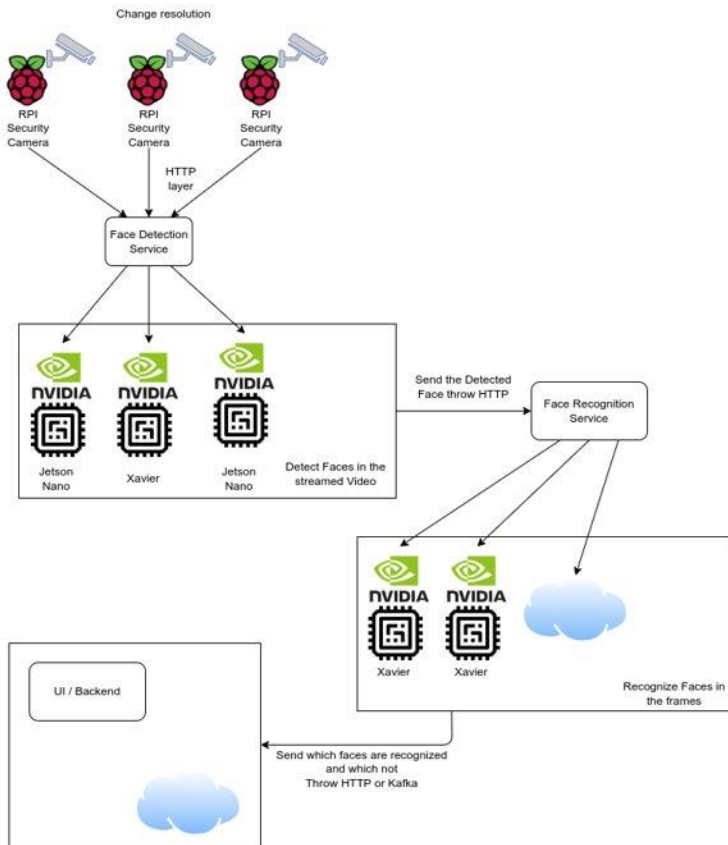 Change resolution
RPI
Security
Camera
RPI
Security
Camera
RPI
Security
Camera
HTTP
layer
Face Detection
Service
NVIDIA
Jetson
Nano
NVIDIA
Xavier
NVIDIA
Jetson
Nano
Detect Faces in the
streamed Video
Send the Detected
Face throw HTTP
Face Recognition
Service
NVIDIA
Xavier
NVIDIA
Xavier
Recognize Faces in
the frames
Send which faces are recognized
and which not
Throw HTTP or Kafka
UI / Backend